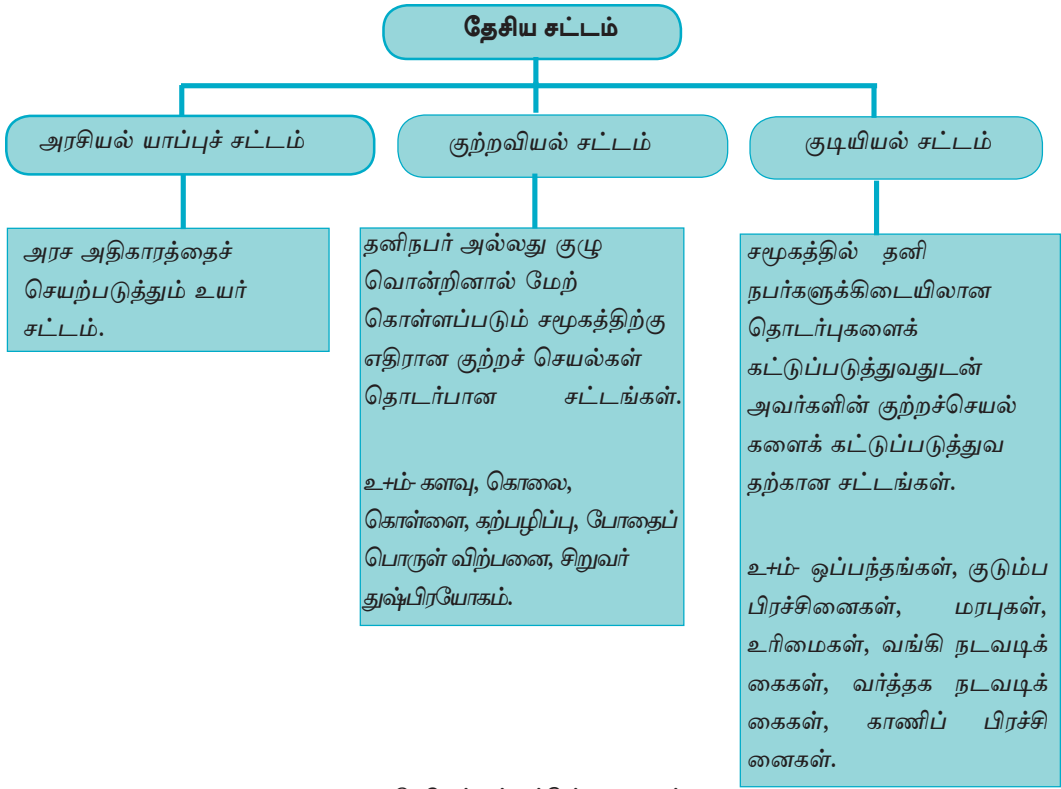 தேசிய சட்டம்
அரசியல் யாப்புச் சட்டம்
குற்றவியல் சட்டம்
குடியியல் சட்டம்
அரச அதிகாரத்தைச்
செயற்படுத்தும் உயர்
சட்டம்.
தனிநபர் அல்லது குழு
வொன்றினால் மேற்
கொள்ளப்படும் சமூகத்திற்கு
எதிரான குற்றச் செயல்கள்
தொடர்பான சட்டங்கள்.
உ+ம்- களவு, கொலை,
கொள்ளை, கற்பழிப்பு, போதைப்
பொருள் விற்பனை, சிறுவர்
துஷ்பிரயோகம்.
சமூகத்தில் தனி
நபர்களுக்கிடையிலான
தொடர்புகளைக்
கட்டுப்படுத்துவதுடன்
அவர்களின் குற்றச்செயல்
களைக் கட்டுப்படுத்துவ
தற்கான சட்டங்கள்.
உ+ம்- ஒப்பந்தங்கள், குடும்ப
பிரச்சினைகள், மரபுகள்,
உரிமைகள், வங்கி நடவடிக்
கைகள், வர்த்தக நடவடிக்
கைகள், காணிப் பிரச்சி
னைகள்.